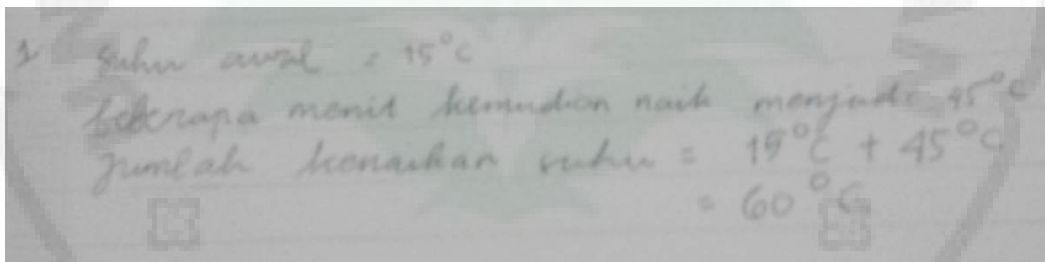 1 Suhu awal = 15°C
beberapa menit kemudian naik menjadi 45°C
Jumlah kenaikan suhu = 15°C + 45°C
= 60°C